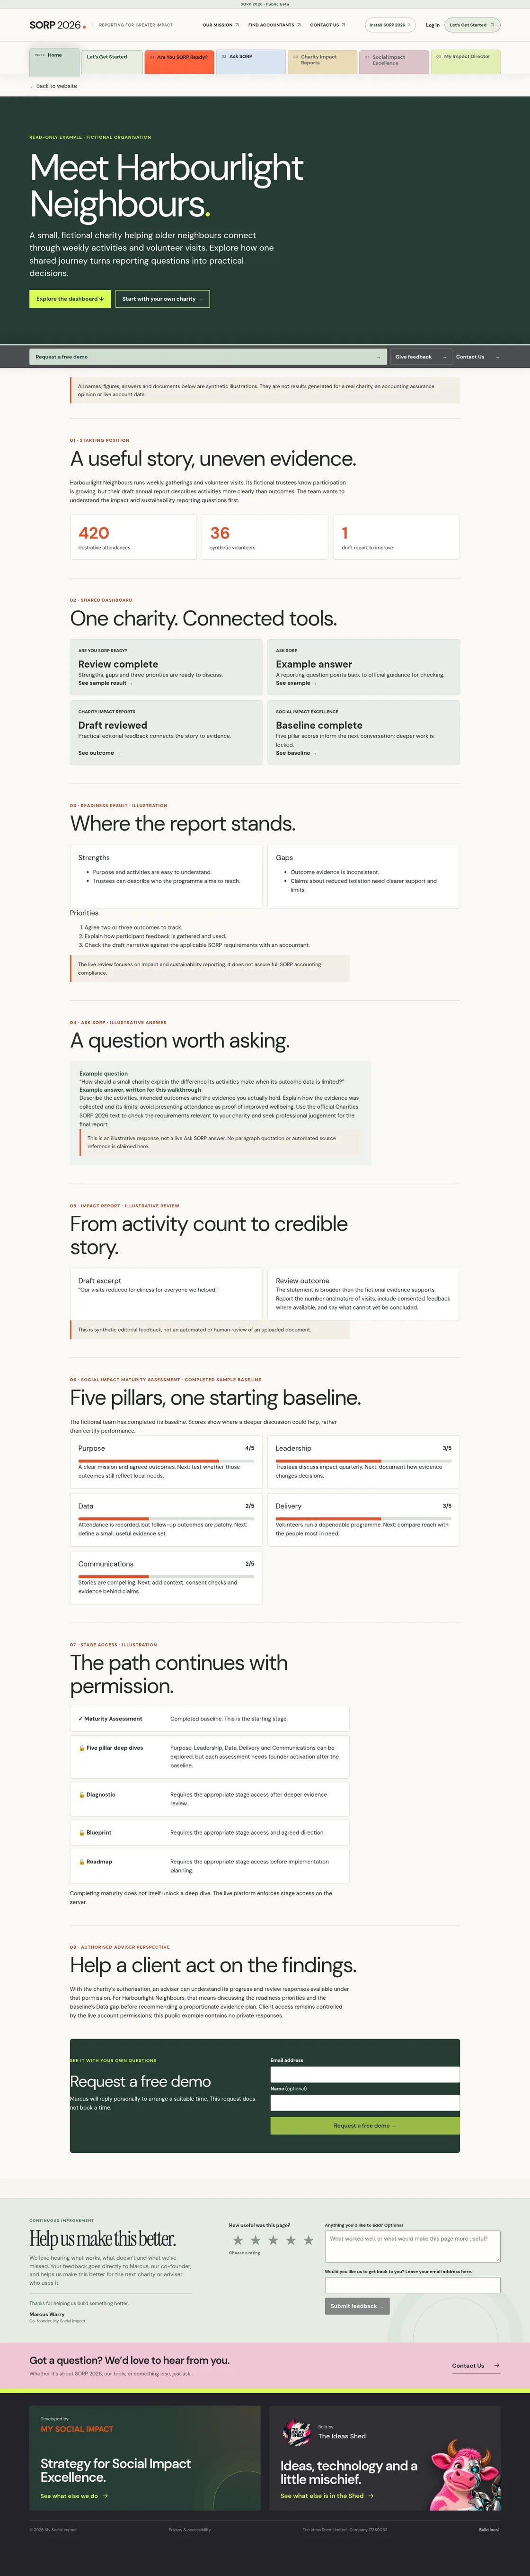 SORP 2026 · Public Beta
SORP 2026
REPORTING FOR GREATER IMPACT
OUR MISSION ↗
FIND ACCOUNTANTS ↗
CONTACT US ↗
Install SORP 2026 ↗
Log in
Let's Get Started ↗
Home
Let's Get Started
01 Are You SORP Ready?
02 Ask SORP
03 Charity Impact Reports
04 Social Impact Excellence
05 My Impact Director
← Back to website
READ-ONLY EXAMPLE · FICTIONAL ORGANISATION
Meet Harbourlight
Neighbours.
A small, fictional charity helping older neighbours connect
through weekly activities and volunteer visits. Explore how one
shared journey turns reporting questions into practical
decisions.
Explore the dashboard ↓
Start with your own charity →
Request a free demo →
Give feedback →
Contact Us →
All names, figures, answers and documents below are synthetic illustrations. They are not results generated for a real charity, an accounting assurance
opinion or live account data.
01 · STARTING POSITION
A useful story, uneven evidence.
Harbourlight Neighbours runs weekly gatherings and volunteer visits. Its fictional trustees know participation
is growing, but their draft annual report describes activities more clearly than outcomes. The team wants to
understand the impact and sustainability reporting questions first.
420
illustrative attendances
36
synthetic volunteers
1
draft report to improve
02 · SHARED DASHBOARD
One charity. Connected tools.
ARE YOU SORP READY?
Review complete
Strengths, gaps and three priorities are ready to discuss.
See sample result →
ASK SORP
Example answer
A reporting question points back to official guidance for checking.
See example →
CHARITY IMPACT REPORTS
Draft reviewed
Practical editorial feedback connects the story to evidence.
See outcome →
SOCIAL IMPACT EXCELLENCE
Baseline complete
Five pillar scores inform the next conversation; deeper work is
locked.
See baseline →
03 · READINESS RESULT · ILLUSTRATION
Where the report stands.
Strengths
• Purpose and activities are easy to understand.
• Trustees can describe who the programme aims to reach.
Gaps
• Outcome evidence is inconsistent.
• Claims about reduced isolation need clearer support and
limits.
Priorities
1. Agree two or three outcomes to track.
2. Explain how participant feedback is gathered and used.
3. Check the draft narrative against the applicable SORP requirements with an accountant.
The live review focuses on impact and sustainability reporting. It does not assure full SORP accounting
compliance.
04 · ASK SORP · ILLUSTRATIVE ANSWER
A question worth asking.
Example question
"How should a small charity explain the difference its activities make when its outcome data is limited?"
Example answer, written for this walkthrough
Describe the activities, intended outcomes and the evidence you actually hold. Explain how the evidence was
collected and its limits; avoid presenting attendance as proof of improved wellbeing. Use the official Charities
SORP 2026 text to check the requirements relevant to your charity and seek professional judgement for the
final report.
This is an illustrative response, not a live Ask SORP answer. No paragraph quotation or automated source
reference is claimed here.
05 · IMPACT REPORT · ILLUSTRATIVE REVIEW
From activity count to credible
story.
Draft excerpt
"Our visits reduced loneliness for everyone we helped."
Review outcome
The statement is broader than the fictional evidence supports.
Report the number and nature of visits, include consented feedback
where available, and say what cannot yet be concluded.
This is synthetic editorial feedback, not an automated or human review of an uploaded document.
06 · SOCIAL IMPACT MATURITY ASSESSMENT · COMPLETED SAMPLE BASELINE
Five pillars, one starting baseline.
The fictional team has completed its baseline. Scores show where a deeper discussion could help, rather
than certify performance.
Purpose 4/5
A clear mission and agreed outcomes. Next: test whether those
outcomes still reflect local needs.
Leadership 3/5
Trustees discuss impact quarterly. Next: document how evidence
changes decisions.
Data 2/5
Attendance is recorded, but follow-up outcomes are patchy. Next:
define a small, useful evidence set.
Delivery 3/5
Volunteers run a dependable programme. Next: compare reach with
the people most in need.
Communications 2/5
Stories are compelling. Next: add context, consent checks and
evidence behind claims.
07 · STAGE ACCESS · ILLUSTRATION
The path continues with
permission.
✓ Maturity Assessment
Completed baseline. This is the starting stage.
🔒 Five pillar deep dives
Purpose, Leadership, Data, Delivery and Communications can be
explored, but each assessment needs founder activation after the
baseline.
🔒 Diagnostic
Requires the appropriate stage access after deeper evidence
review.
🔒 Blueprint
Requires the appropriate stage access and agreed direction.
🔒 Roadmap
Requires the appropriate stage access before implementation
planning.
Completing maturity does not itself unlock a deep dive. The live platform enforces stage access on the
server.
08 · AUTHORISED ADVISER PERSPECTIVE
Help a client act on the findings.
With the charity's authorisation, an adviser can understand its progress and review responses available under
that permission. For Harbourlight Neighbours, that means discussing the readiness priorities and the
baseline's Data gap before recommending a proportionate evidence plan. Client access remains controlled
by the live account permissions; this public example contains no private responses.
SEE IT WITH YOUR OWN QUESTIONS
Request a free demo
Marcus will reply personally to arrange a suitable time. This request does
not book a time.
Email address
Name (optional)
Request a free demo →
CONTINUOUS IMPROVEMENT
Help us make this better.
We love hearing what works, what doesn't and what we've
missed. Your feedback goes directly to Marcus, our co-founder,
and helps us make this better for the next charity or adviser
who uses it.
Thanks for helping us build something better.
Marcus Warry
Co-founder, My Social Impact
How useful was this page?
★ ★ ★ ★ ★
Choose a rating
Anything you'd like to add? Optional
What worked well, or what would make this page more useful?
Would you like us to get back to you? Leave your email address here.
Submit feedback →
Got a question? We'd love to hear from you.
Whether it's about SORP 2026, our tools, or something else, just ask.
Contact Us →
Developed by
MY SOCIAL IMPACT
Strategy for Social Impact
Excellence.
See what else we do →
Built by
The Ideas Shed
Ideas, technology and a
little mischief.
See what else is in the Shed →
© 2026 My Social Impact
Privacy & accessibility
Build local